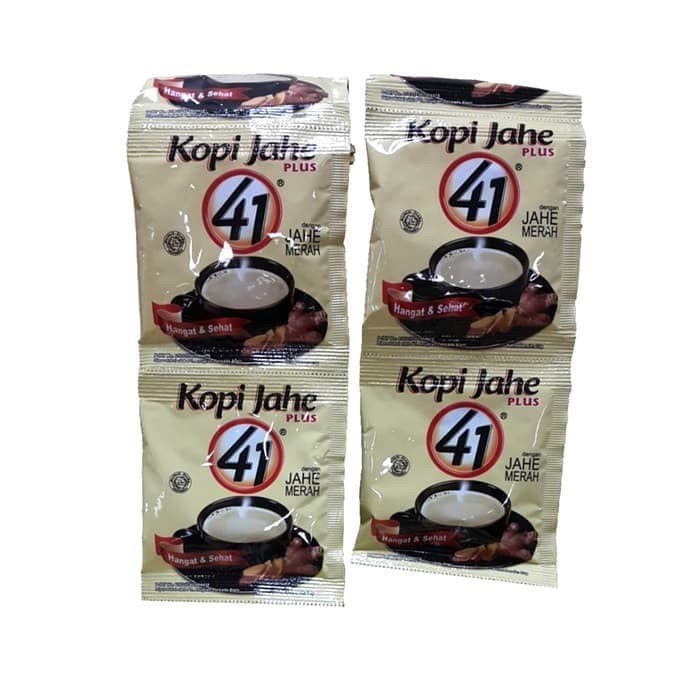 Hangat & Sehat
Kopi Jahe
PLUS
41
®
dengan
JAHE
MERAH
Hangat & Sehat
Kopi Jahe
PLUS
41
®
dengan
JAHE
MERAH
Hangat & Sehat
Kopi Jahe
PLUS
41
®
dengan
JAHE
MERAH
Hangat & Sehat
Kopi Jahe
PLUS
41
®
dengan
JAHE
MERAH
Hangat & Sehat